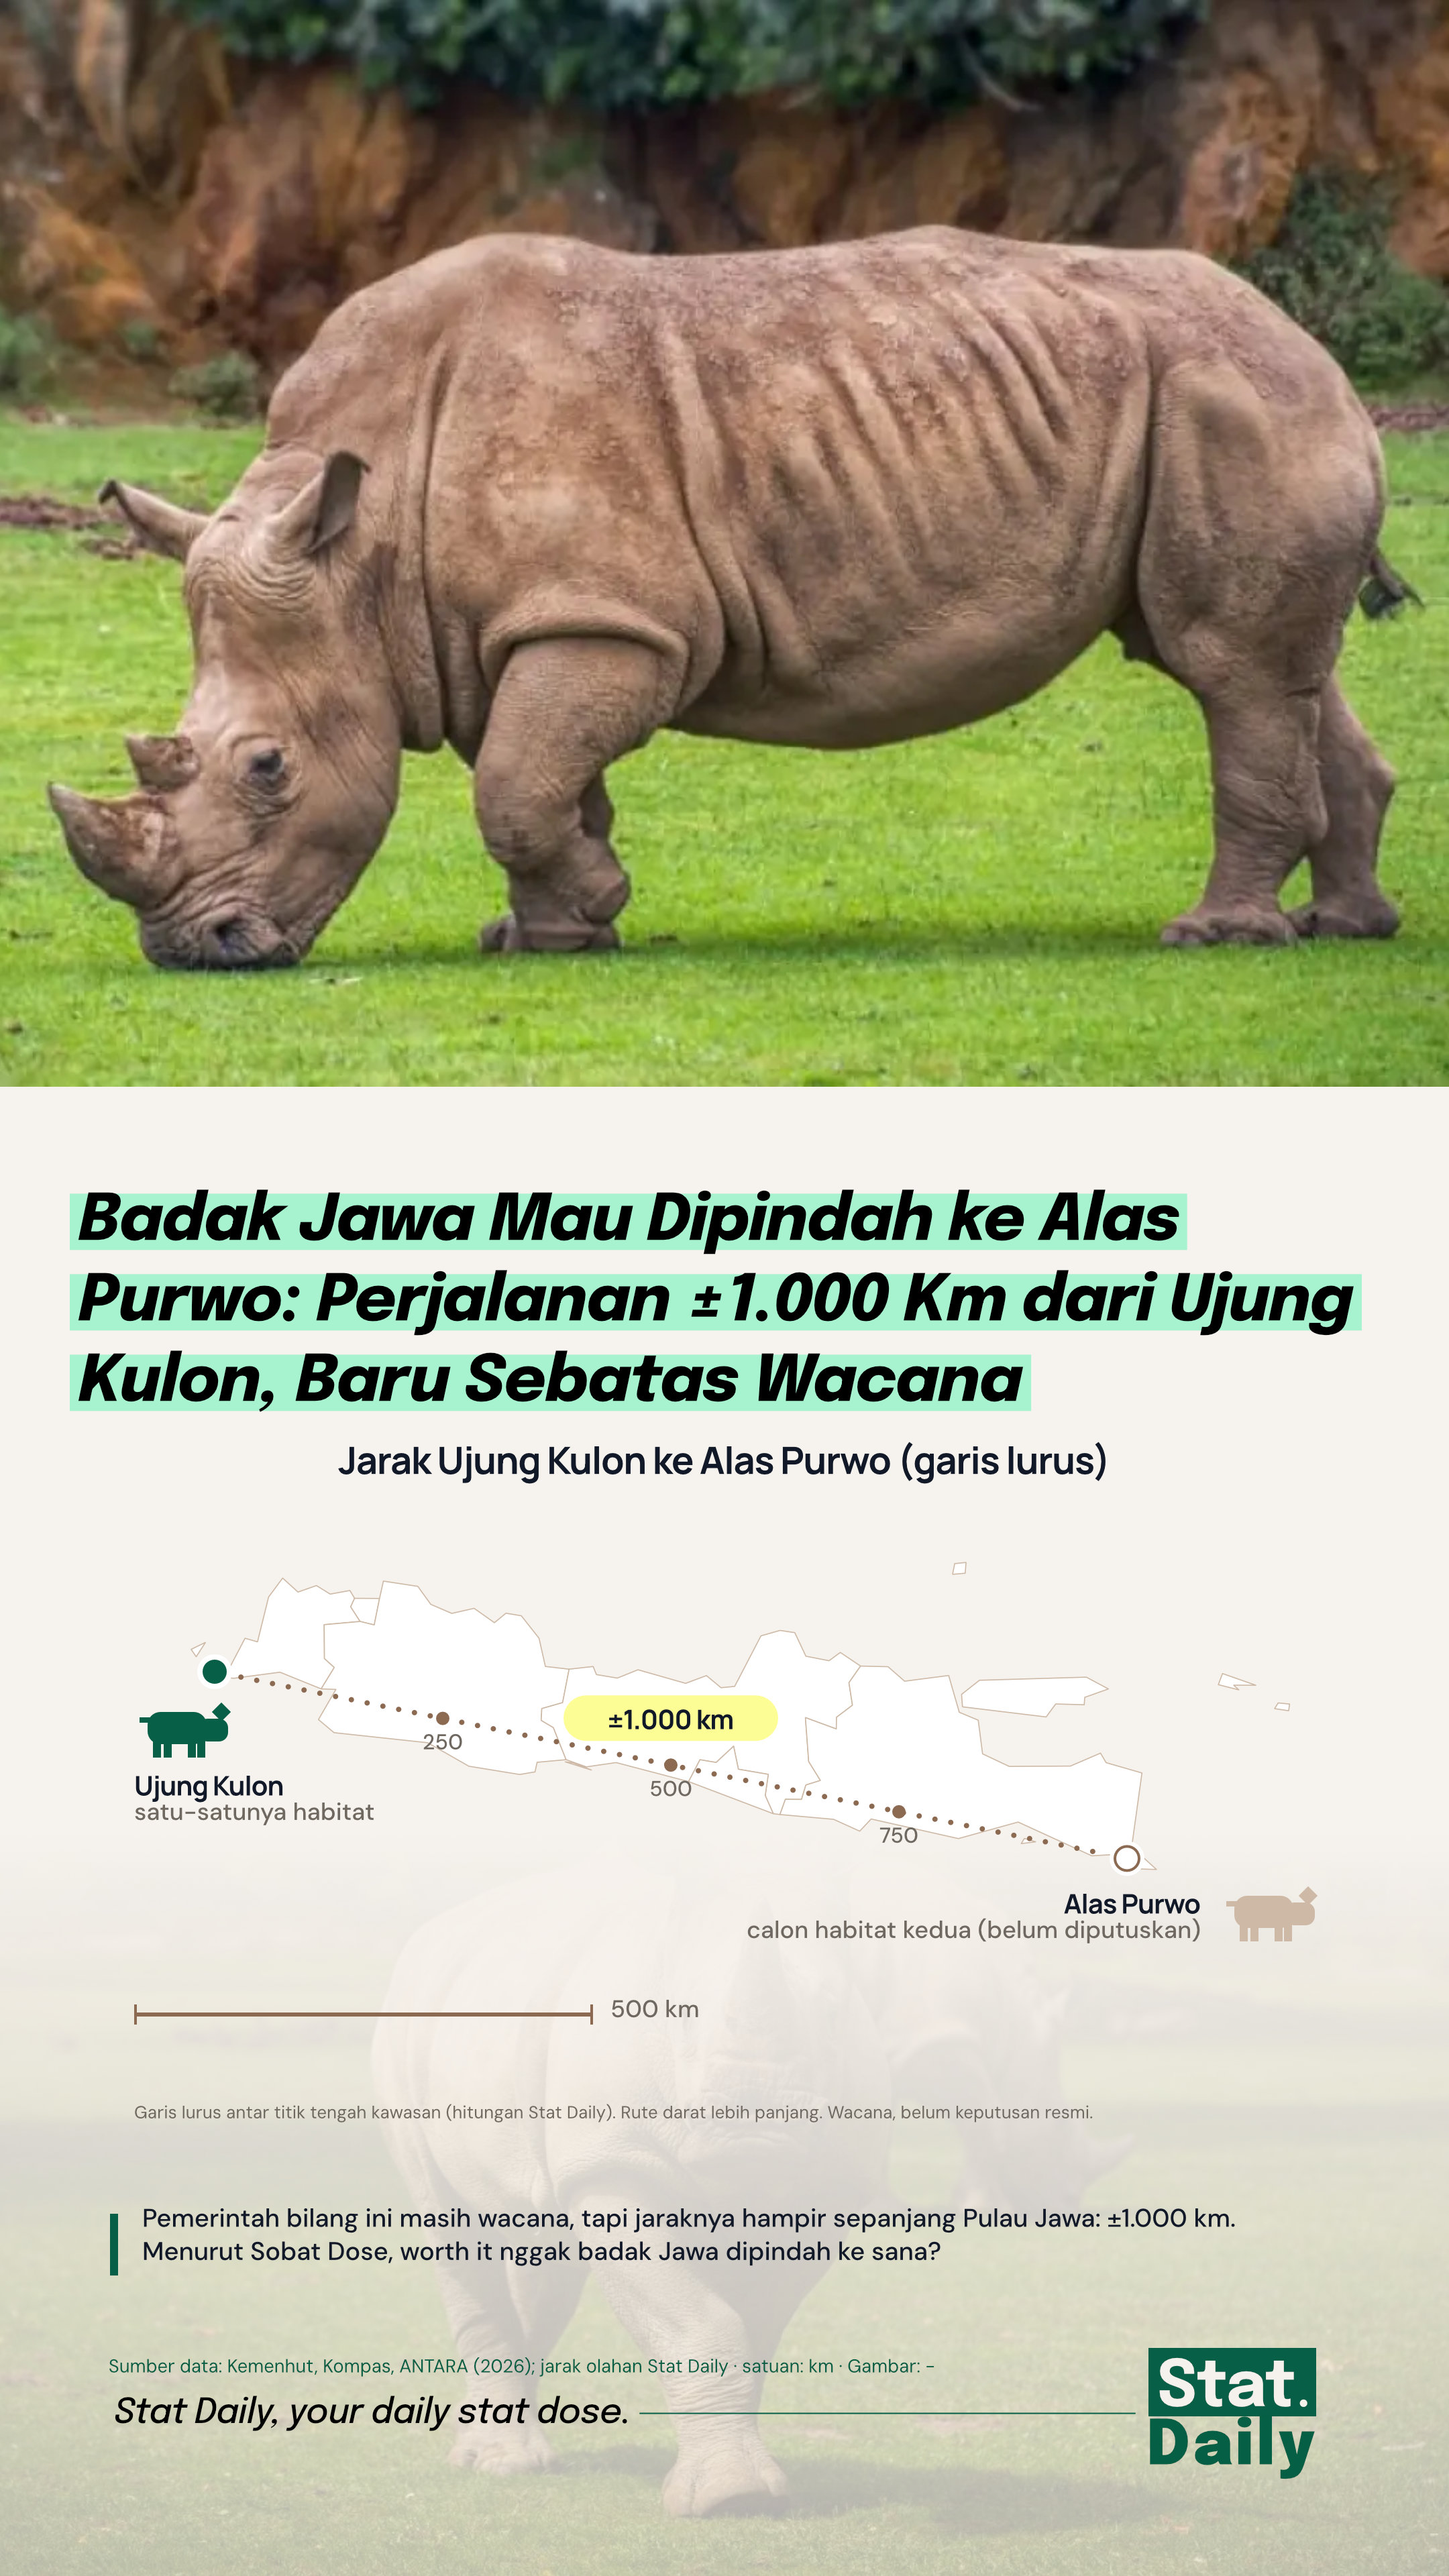 Badak Jawa Mau Dipindah ke Alas
Purwo: Perjalanan ±1.000 Km dari Ujung
Kulon, Baru Sebatas Wacana
Jarak Ujung Kulon ke Alas Purwo (garis lurus)
±1.000 km
250
500
750
Ujung Kulon
satu-satunya habitat
Alas Purwo
calon habitat kedua (belum diputuskan)
500 km
Garis lurus antar titik tengah kawasan (hitungan Stat Daily). Rute darat lebih panjang. Wacana, belum keputusan resmi.
Pemerintah bilang ini masih wacana, tapi jaraknya hampir sepanjang Pulau Jawa: ±1.000 km.
Menurut Sobat Dose, worth it nggak badak Jawa dipindah ke sana?
Sumber data: Kemenhut, Kompas, ANTARA (2026); jarak olahan Stat Daily · satuan: km · Gambar: -
Stat Daily, your daily stat dose.
Stat.
Daily